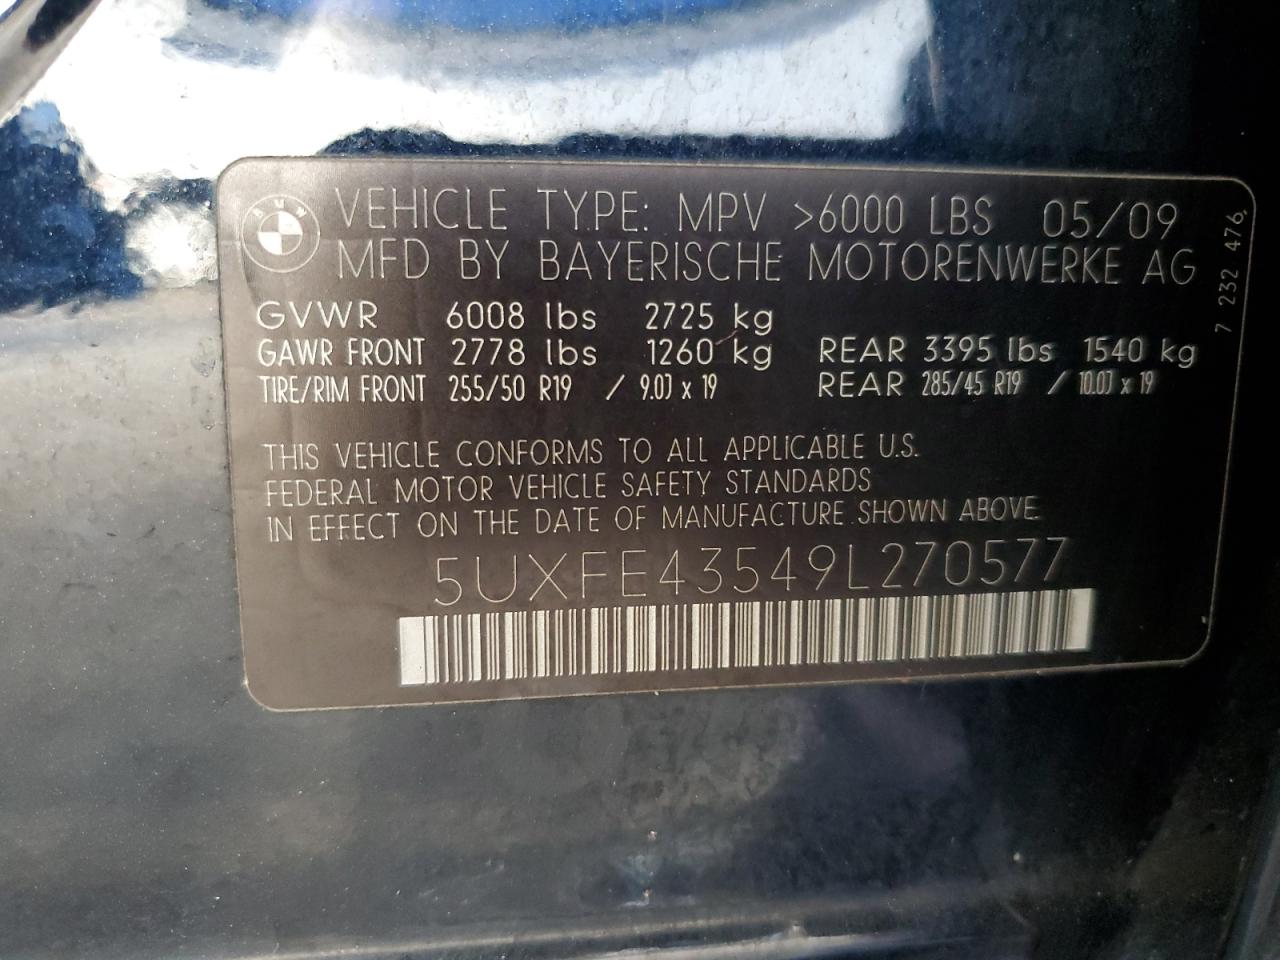 BMW
VEHICLE TYPE: MPV >6000 LBS 05/09
MFD BY BAYERISCHE MOTORENWERKE AG
GVWR 6008 lbs 2725 kg
GAWR FRONT 2778 lbs 1260 kg REAR 3395 lbs 1540 kg
TIRE/RIM FRONT 255/50 R19 / 9.0J x 19 REAR 285/45 R19 / 10.0J x 19
THIS VEHICLE CONFORMS TO ALL APPLICABLE U.S.
FEDERAL MOTOR VEHICLE SAFETY STANDARDS
IN EFFECT ON THE DATE OF MANUFACTURE SHOWN ABOVE.
5UXFE43549L270577
7 232 476